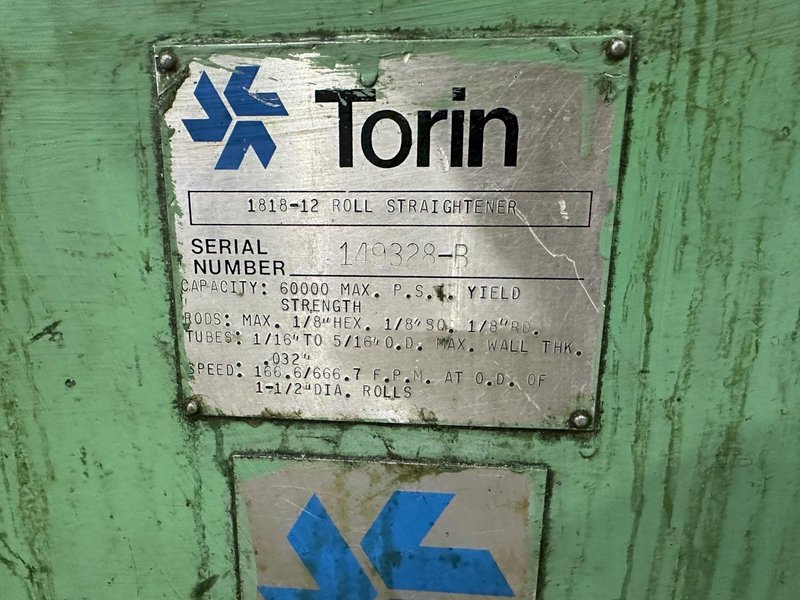 Torin
1818-12 ROLL STRAIGHTENER
SERIAL
NUMBER 149328-B
CAPACITY: 60000 MAX. P.S.I. YIELD
STRENGTH
RODS: MAX. 1/8"HEX. 1/8"SQ. 1/8"RD.
TUBES: 1/16"TO 5/16"O.D. MAX. WALL THK.
.032"
SPEED: 166.6/666.7 F.P.M. AT O.D. OF
1-1/2"DIA. ROLLS